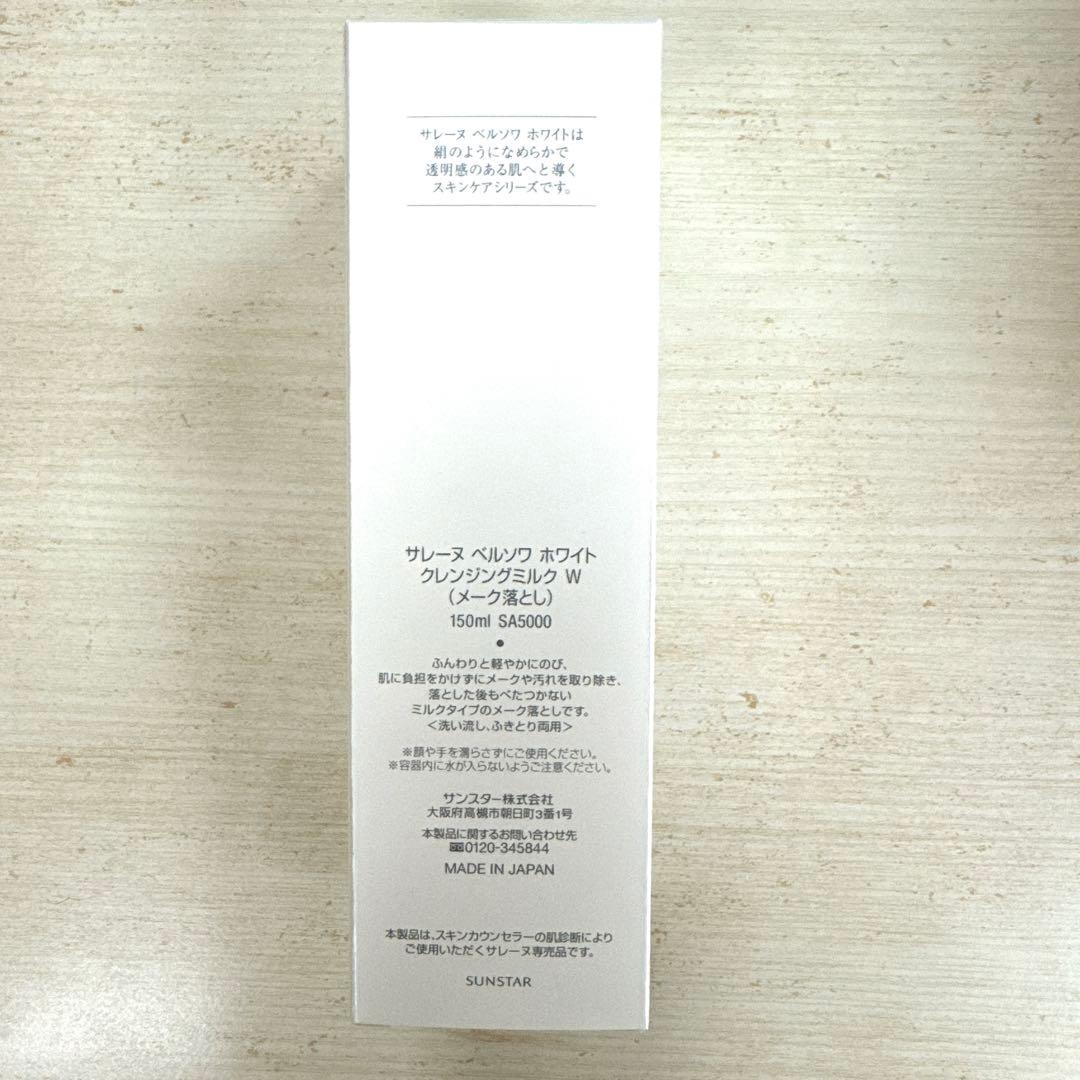 サレーヌ ベルソワ ホワイトは
絹のようになめらかで
透明感のある肌へと導く
スキンケアシリーズです。
サレーヌ ベルソワ ホワイト
クレンジングミルク W
(メーク落とし)
150ml SA5000
●
ふんわりと軽やかにのび、
肌に負担をかけずにメークや汚れを取り除き、
落とした後もべたつかない
ミルクタイプのメーク落としです。
<洗い流し、ふきとり両用>
※顔や手を濡らさずにご使用ください。
※容器内に水が入らないようご注意ください。
サンスター株式会社
大阪府高槻市朝日町3番1号
本製品に関するお問い合わせ先
0120-345844
MADE IN JAPAN
本製品は、スキンカウンセラーの肌診断により
ご使用いただくサレーヌ専売品です。
SUNSTAR